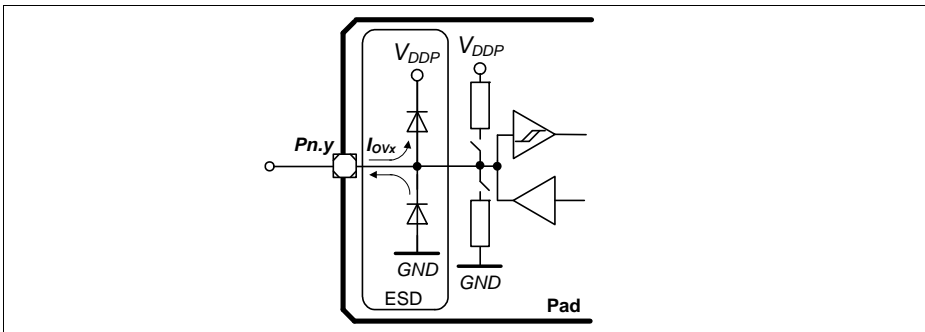 VDDP VDDP
Pn.y IOVx
GND GND
ESD
Pad